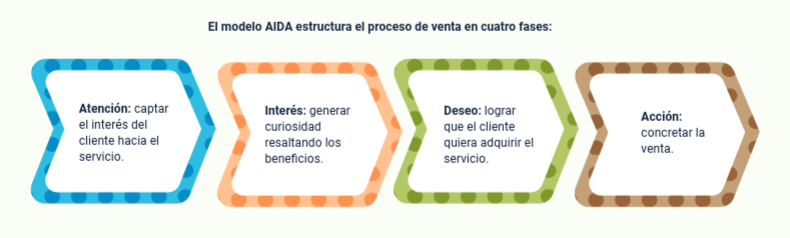 El modelo AIDA estructura el proceso de venta en cuatro fases:
Atención: captar
el interés del
cliente hacia el
servicio.
Interés: generar
curiosidad
resaltando los
beneficios.
Deseo: lograr
que el cliente
quiera adquirir el
servicio.
Acción:
concretar la
venta.